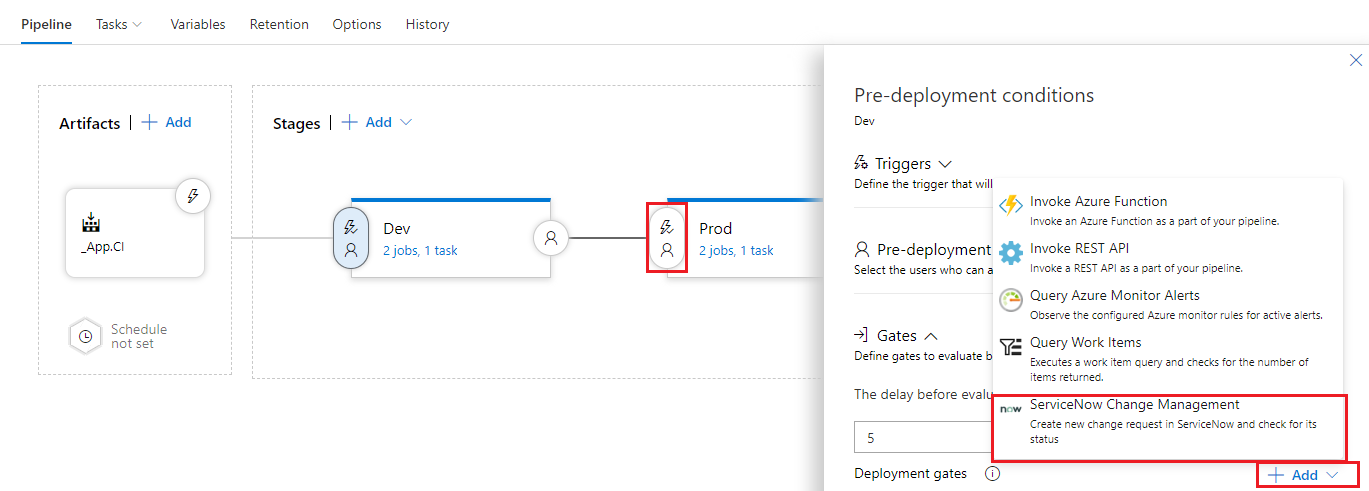 Pipeline Tasks Variables Retention Options History
Artifacts | Add
_App.CI
Schedule
not set
Stages | Add
Dev
2 jobs, 1 task
Prod
2 jobs, 1 task
Pre-deployment conditions
Dev
Triggers
Define the trigger that will
Pre-deployment
Select the users who can a
Gates
Define gates to evaluate b
The delay before evalu
5
Deployment gates
Invoke Azure Function
Invoke an Azure Function as a part of your pipeline.
Invoke REST API
Invoke a REST API as a part of your pipeline.
Query Azure Monitor Alerts
Observe the configured Azure monitor rules for active alerts.
Query Work Items
Executes a work item query and checks for the number of
items returned.
now
ServiceNow Change Management
Create new change request in ServiceNow and check for its
status
Add